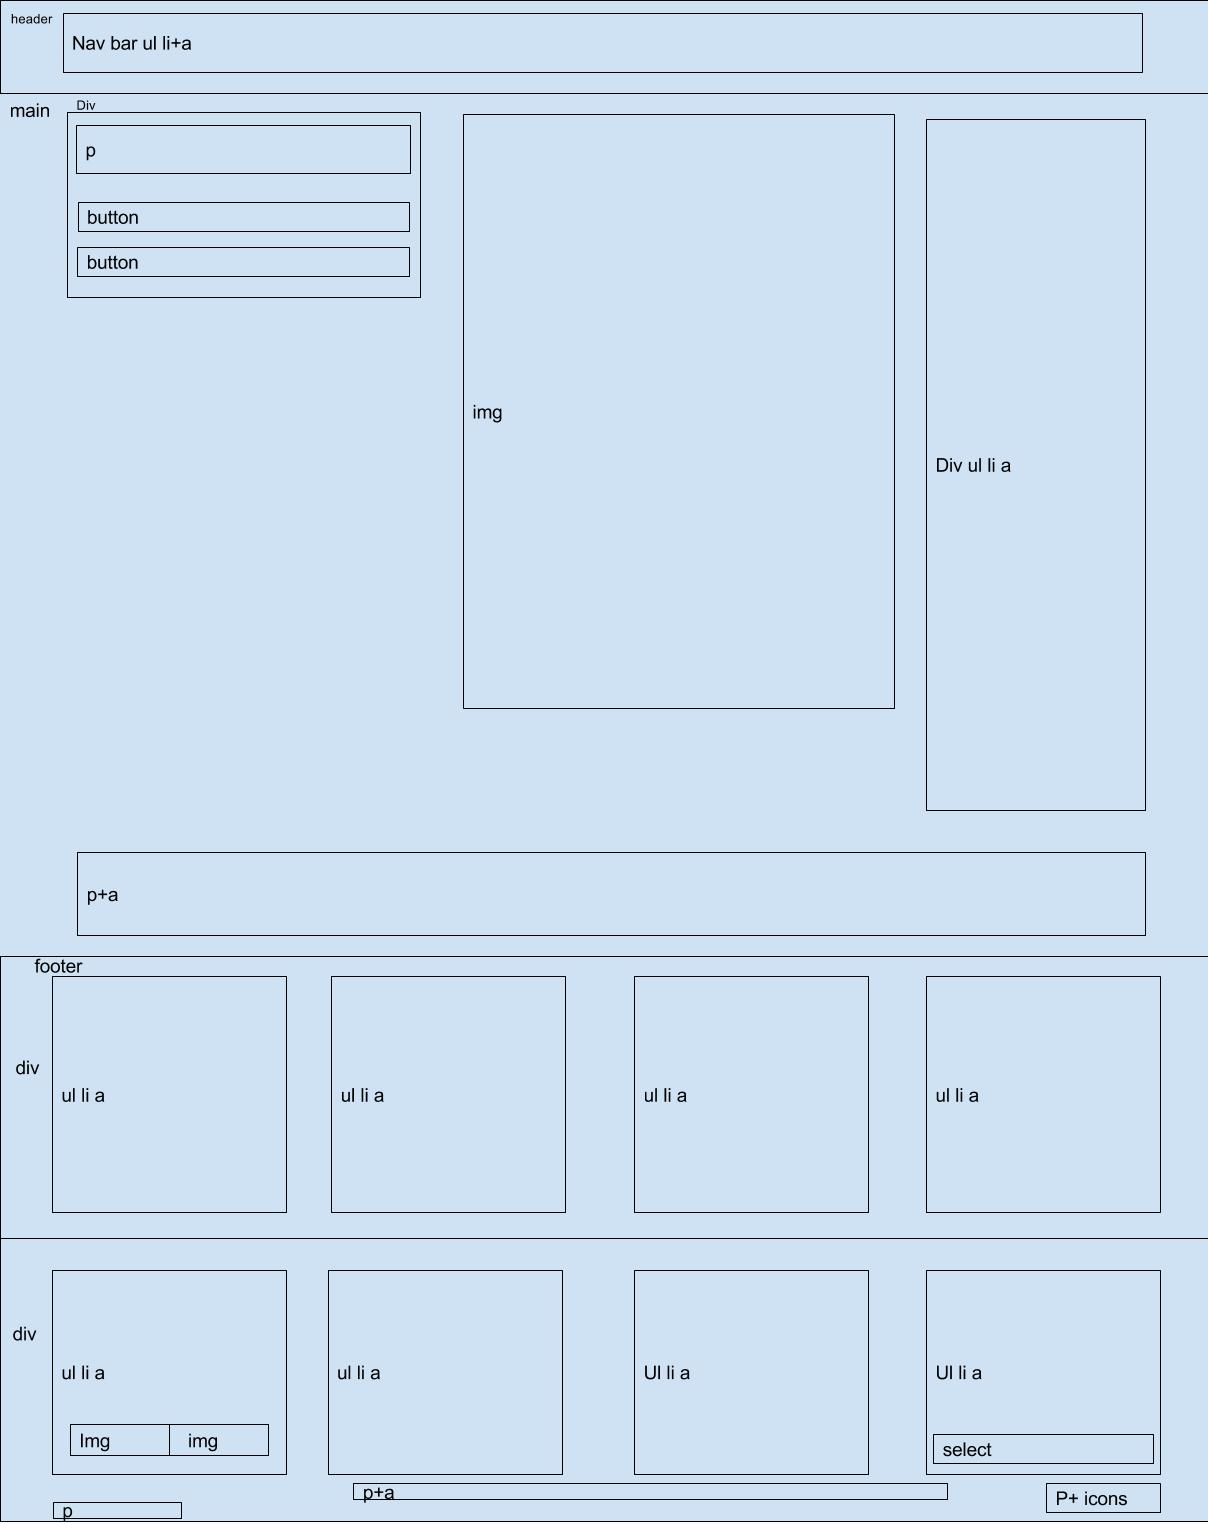 header
Nav bar ul li+a
main
Div
p
button
button
img
Div ul li a
p+a
footer
div
ul li a
ul li a
ul li a
ul li a
div
ul li a
ul li a
Ul li a
Ul li a
Img
img
select
p
p+a
P+ icons